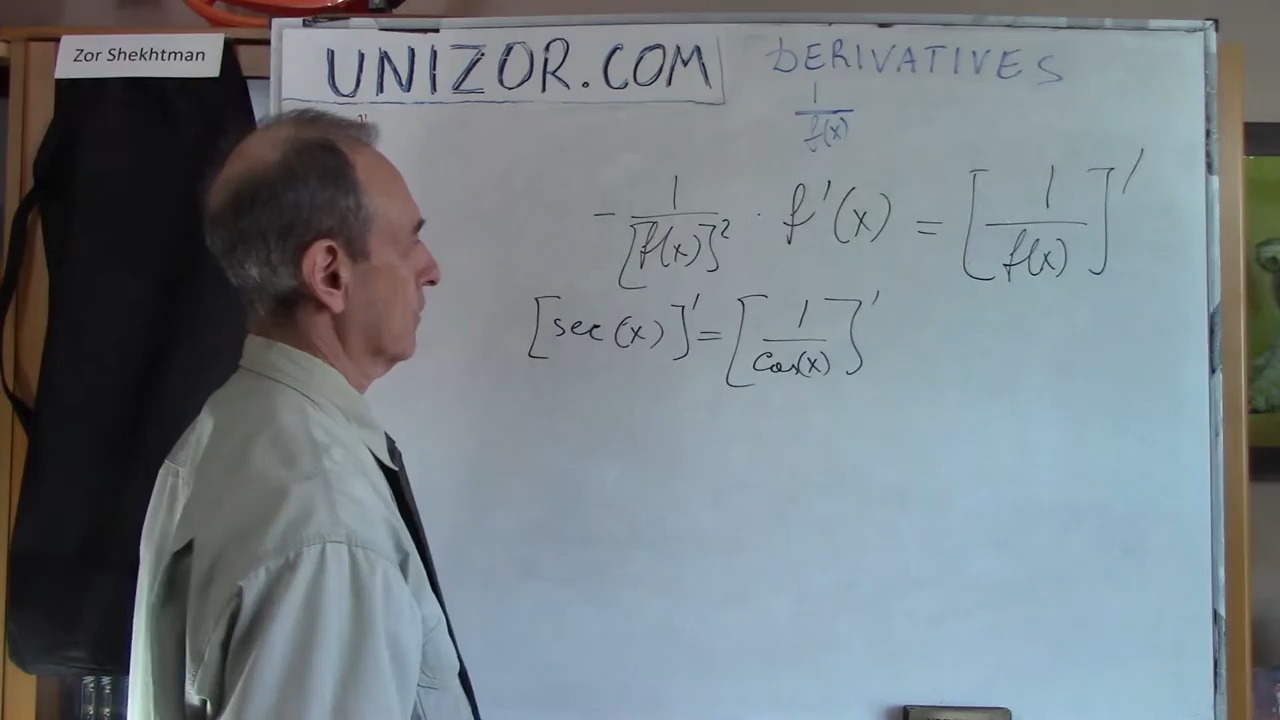 Zor Shekhtman
UNIZOR.COM
DERIVATIVES
1/f(x)
- 1/[f(x)]² · f'(x) = [1/f(x)]'
[sec(x)]' = [1/cos(x)]'